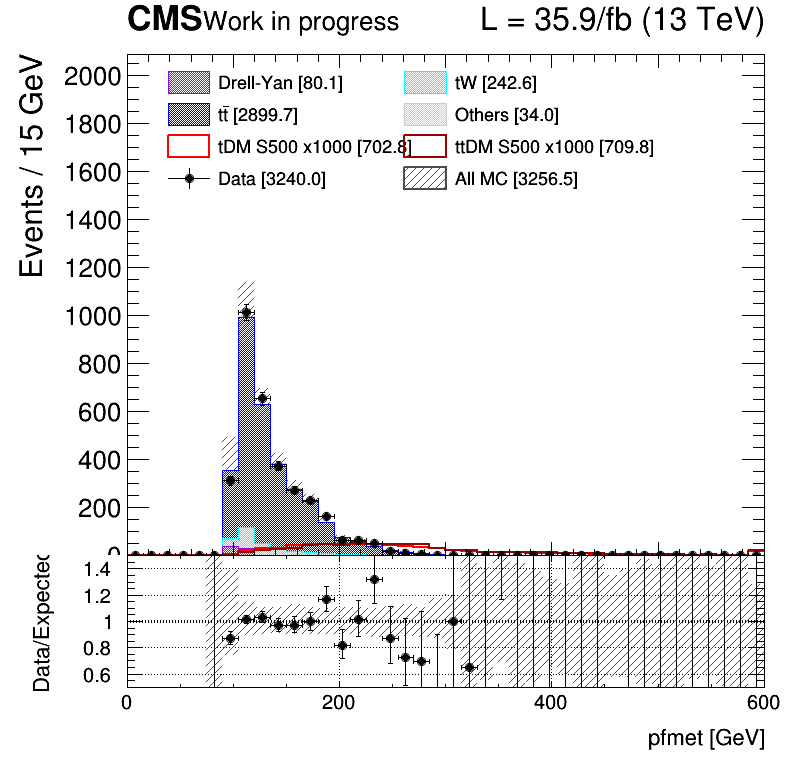 CMS Work in progress L = 35.9/fb (13 TeV)
Events / 15 GeV
2000
1800
1600
1400
1200
1000
800
600
400
200
0
Drell-Yan [80.1] tW [242.6]
tt̄ [2899.7] Others [34.0]
tDM S500 x1000 [702.8] ttDM S500 x1000 [709.8]
Data [3240.0] All MC [3256.5]
Data/Expected
1.4
1.2
1
0.8
0.6
0 200 400 600
pfmet [GeV]